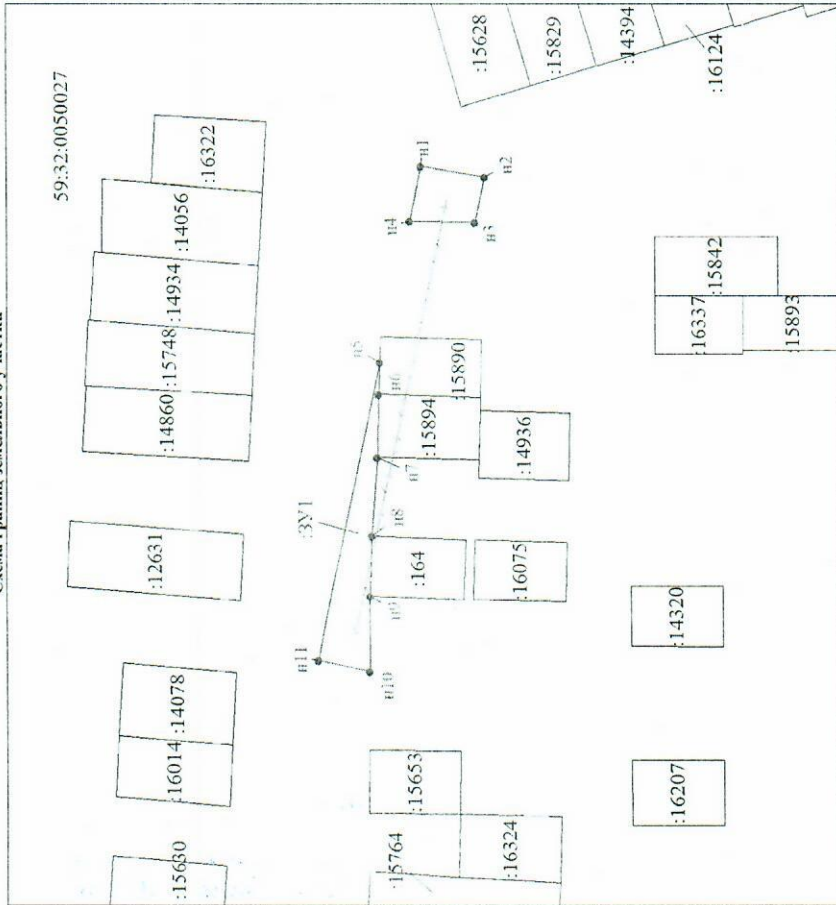 Схема границ земельного участка
59:32:0050027
:15628
:15829
:14394
:16124
:16322
:14056
:14934
:15748
:14860
:12631
:14078
:16014
:15630
н1
н2
н3
н4
н5
н6
н7
н8
н9
н10
н11
:ЗУ1
:15890
:15894
:14936
:164
:16075
:15842
:16337
:15893
:14320
:16207
:15653
:15764
:16324